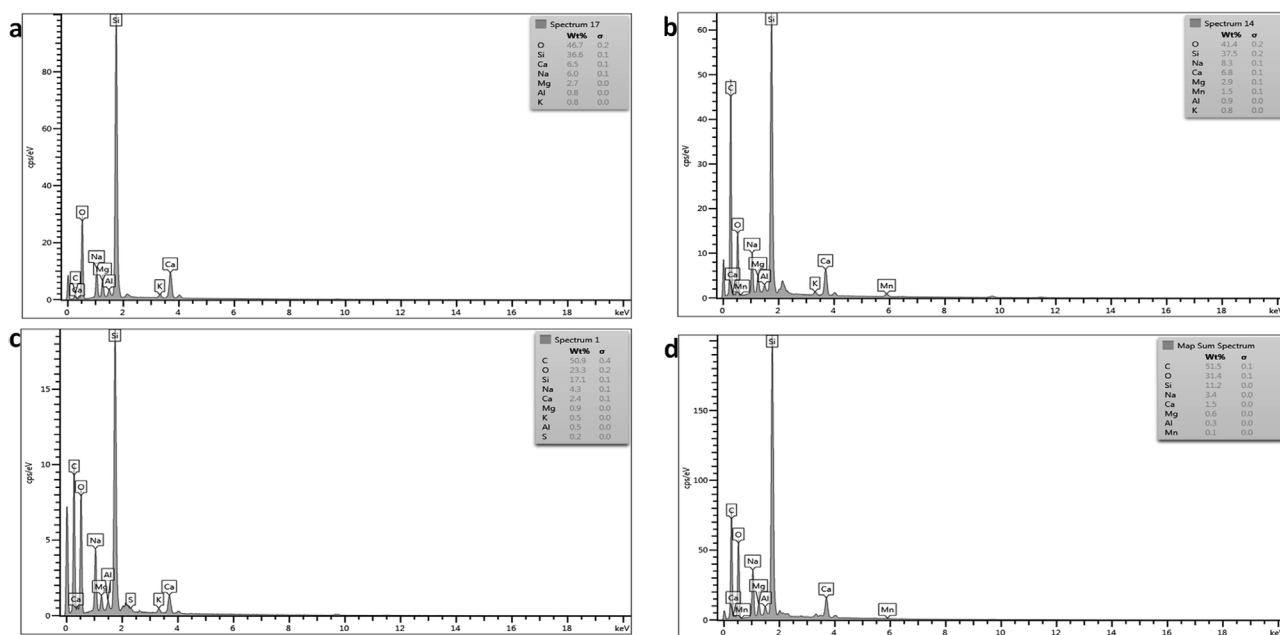 a
Spectrum 17
Wt% σ
O 46.7 0.2
Si 36.6 0.1
Ca 6.5 0.1
Na 6.0 0.1
Mg 2.7 0.0
Al 0.8 0.0
K 0.8 0.0
cps/eV
80
60
40
20
0
Si
O
Na
C
Mg
Ca
Al
K
Ca
0 2 4 6 8 10 12 14 16 18 keV
b
Spectrum 14
Wt% σ
O 41.4 0.2
Si 37.5 0.2
Na 8.3 0.1
Ca 6.8 0.1
Mg 2.9 0.1
Mn 1.5 0.1
Al 0.9 0.0
K 0.8 0.0
cps/eV
60
50
40
30
20
10
0
Si
C
O
Na
Mg
Ca
Al
Mn
K
Ca
Mn
0 2 4 6 8 10 12 14 16 18 keV
c
Spectrum 1
Wt% σ
C 50.9 0.4
O 23.3 0.2
Si 17.1 0.1
Na 4.3 0.1
Ca 2.4 0.1
Mg 0.9 0.0
K 0.5 0.0
Al 0.5 0.0
S 0.2 0.0
cps/eV
15
10
5
0
Si
C
O
Na
Al
Mg
Ca
S
K
Ca
0 2 4 6 8 10 12 14 16 18 keV
d
Map Sum Spectrum
Wt% σ
C 51.5 0.1
O 31.4 0.1
Si 11.2 0.0
Na 3.4 0.0
Ca 1.5 0.0
Mg 0.6 0.0
Al 0.3 0.0
Mn 0.1 0.0
cps/eV
150
100
50
0
Si
C
O
Na
Mg
Ca
Al
Mn
Ca
Mn
0 2 4 6 8 10 12 14 16 18 keV